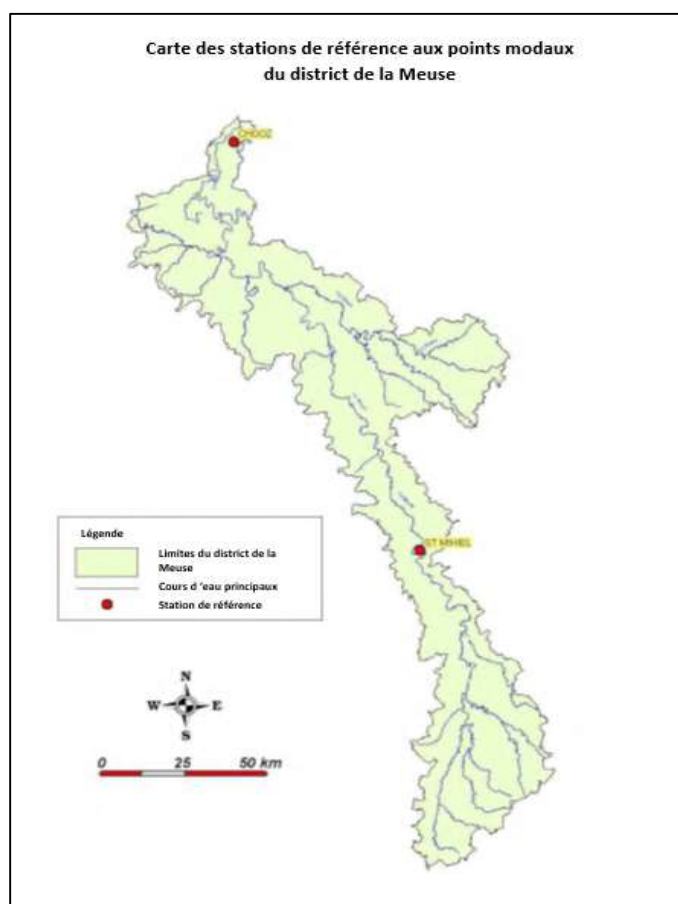 Carte des stations de référence aux points modaux
du district de la Meuse
CHOOZ
ST MIHIEL
Légende
Limites du district de la
Meuse
Cours d 'eau principaux
Station de référence
N
W
E
S
0 25 50 km